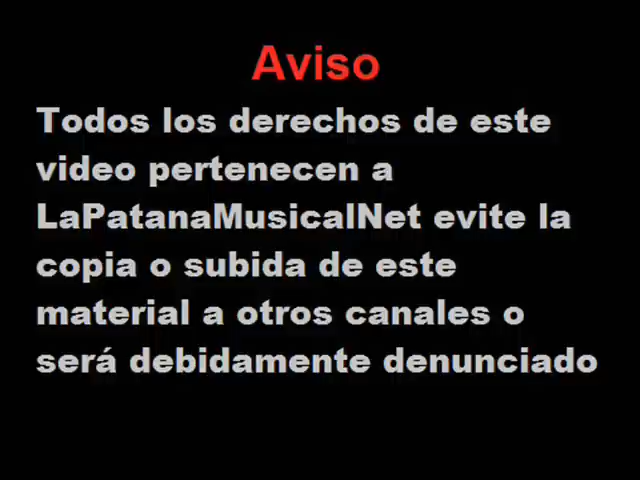 Aviso
Todos los derechos de este
video pertenecen a
LaPatanaMusicalNet evite la
copia o subida de este
material a otros canales o
será debidamente denunciado